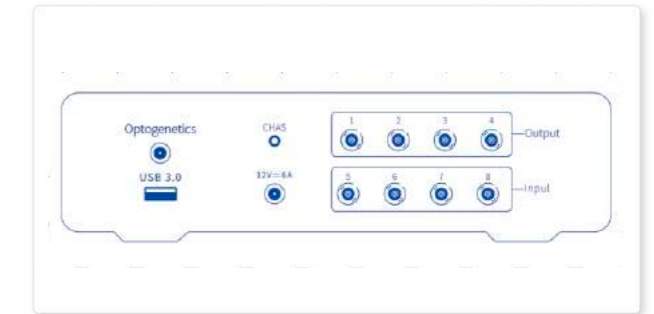 Optogenetics
USB 3.0
CHAS
12V⎓6A
1 2 3 4
Output
5 6 7 8
Input